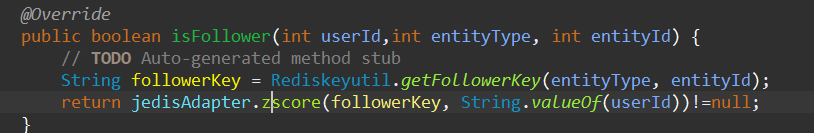 @Override
public boolean isFollower(int userId,int entityType, int entityId) {
// TODO Auto-generated method stub
String followerKey = Rediskeyutil.getFollowerKey(entityType, entityId);
return jedisAdapter.zscore(followerKey, String.valueOf(userId))!=null;
}